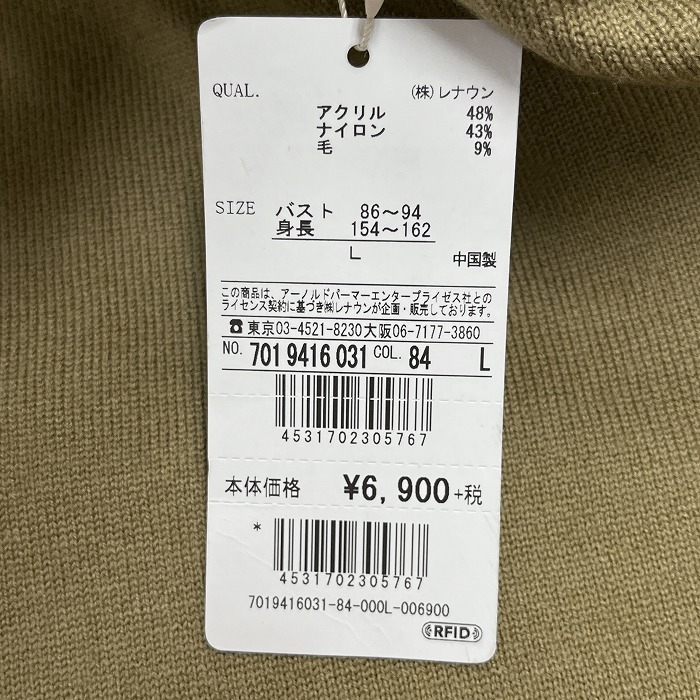 QUAL. (株)レナウン
アクリル 48%
ナイロン 43%
毛 9%
SIZE バスト 86〜94
身長 154〜162
L 中国製
この商品は、アーノルドパーマーエンタープライゼス社との
ライセンス契約に基づき㈱レナウンが企画・販売しております。
☎東京03-4521-8230大阪06-7177-3860
NO. 7019416031 COL. 84 L
4531702305767
本体価格 ¥6,900+税
*
4531702305767
7019416031-84-000L-006900
RFID